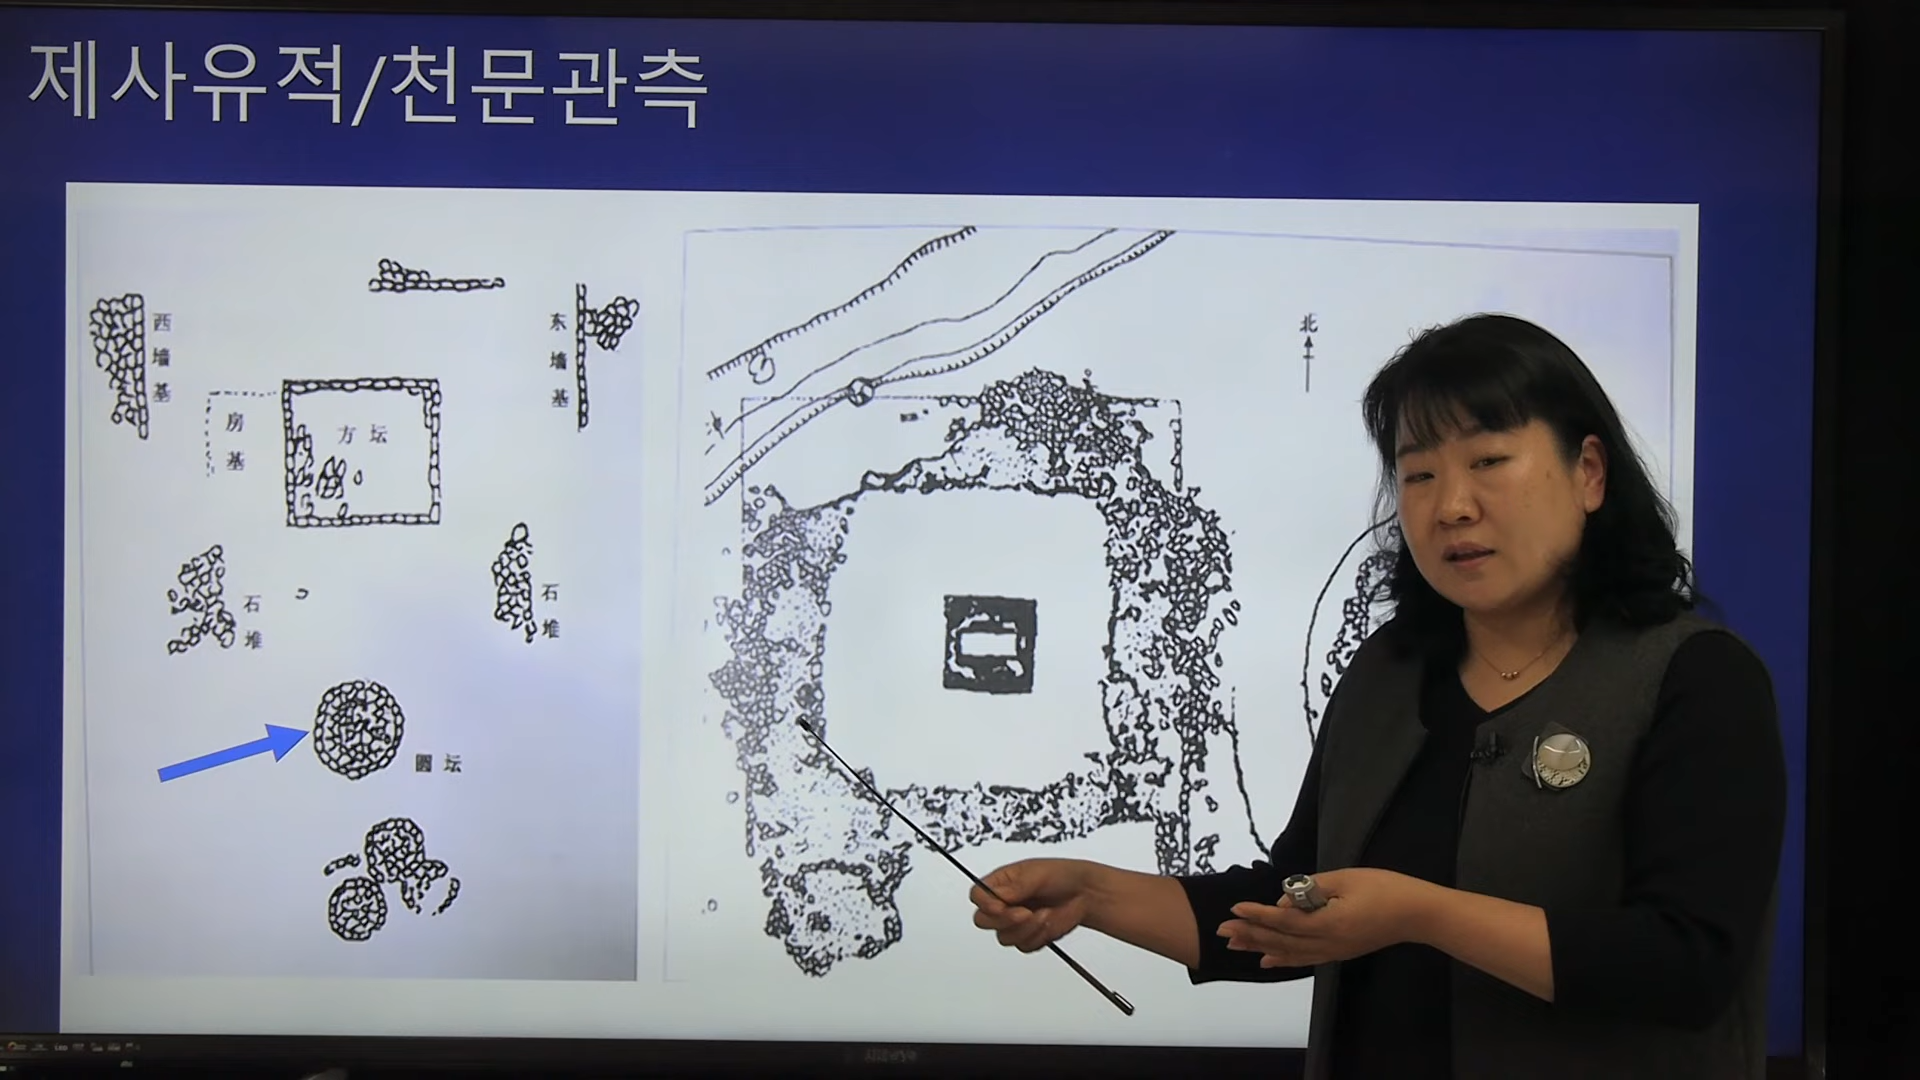 제사유적/천문관측
西墙基
东墙基
房基
方坛
石堆
石堆
圆坛
北